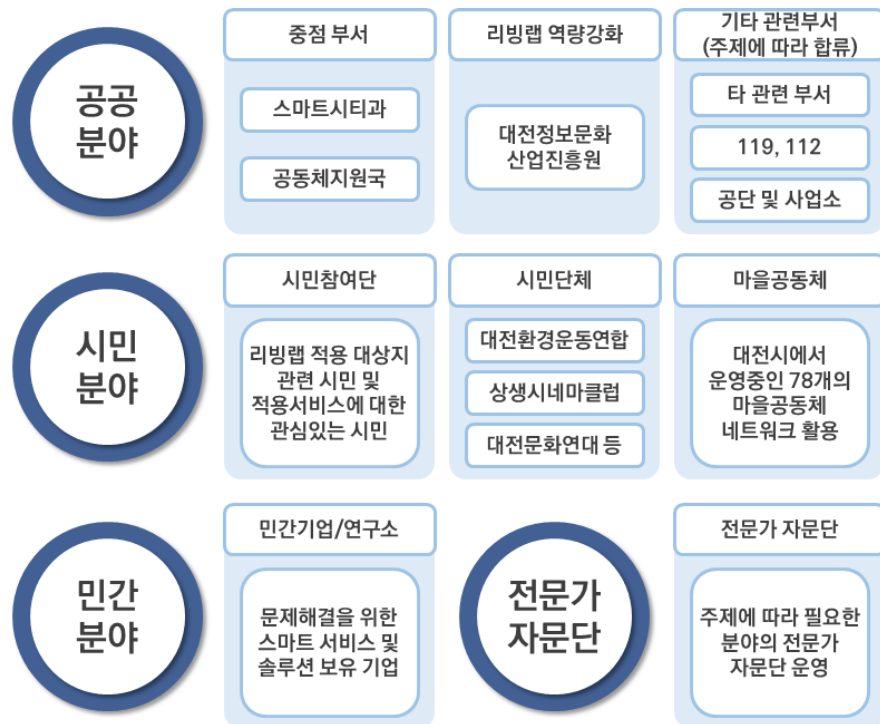 공공
분야
중점 부서
스마트시티과
공동체지원국
리빙랩 역량강화
대전정보문화
산업진흥원
기타 관련부서
(주제에 따라 합류)
타 관련 부서
119, 112
공단 및 사업소
시민
분야
시민참여단
리빙랩 적용 대상지
관련 시민 및
적용서비스에 대한
관심있는 시민
시민단체
대전환경운동연합
상생시네마클럽
대전문화연대 등
마을공동체
대전시에서
운영중인 78개의
마을공동체
네트워크 활용
민간
분야
민간기업/연구소
문제해결을 위한
스마트 서비스 및
솔루션 보유 기업
전문가
자문단
전문가 자문단
주제에 따라 필요한
분야의 전문가
자문단 운영